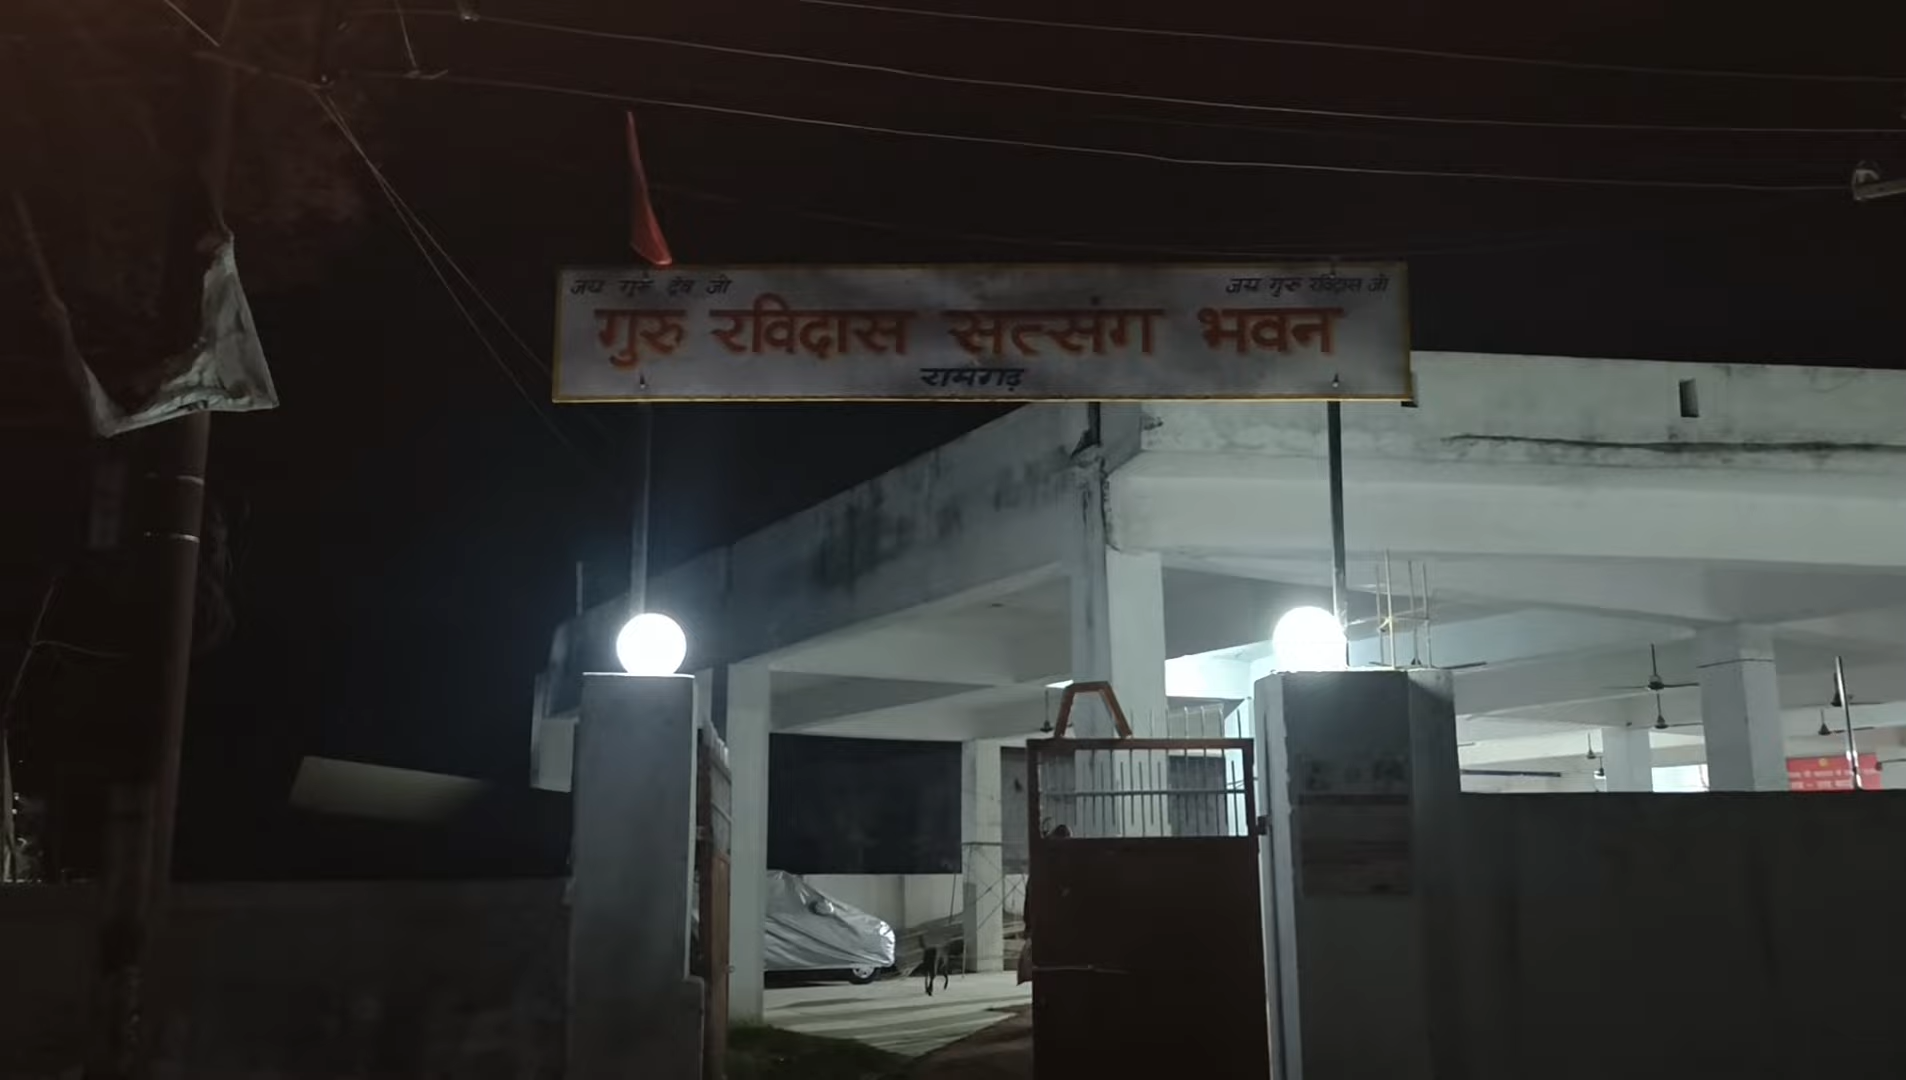 जय गुरु देव जी
जय गुरु रविदास जी
गुरु रविदास सत्संग भवन
रामगढ़